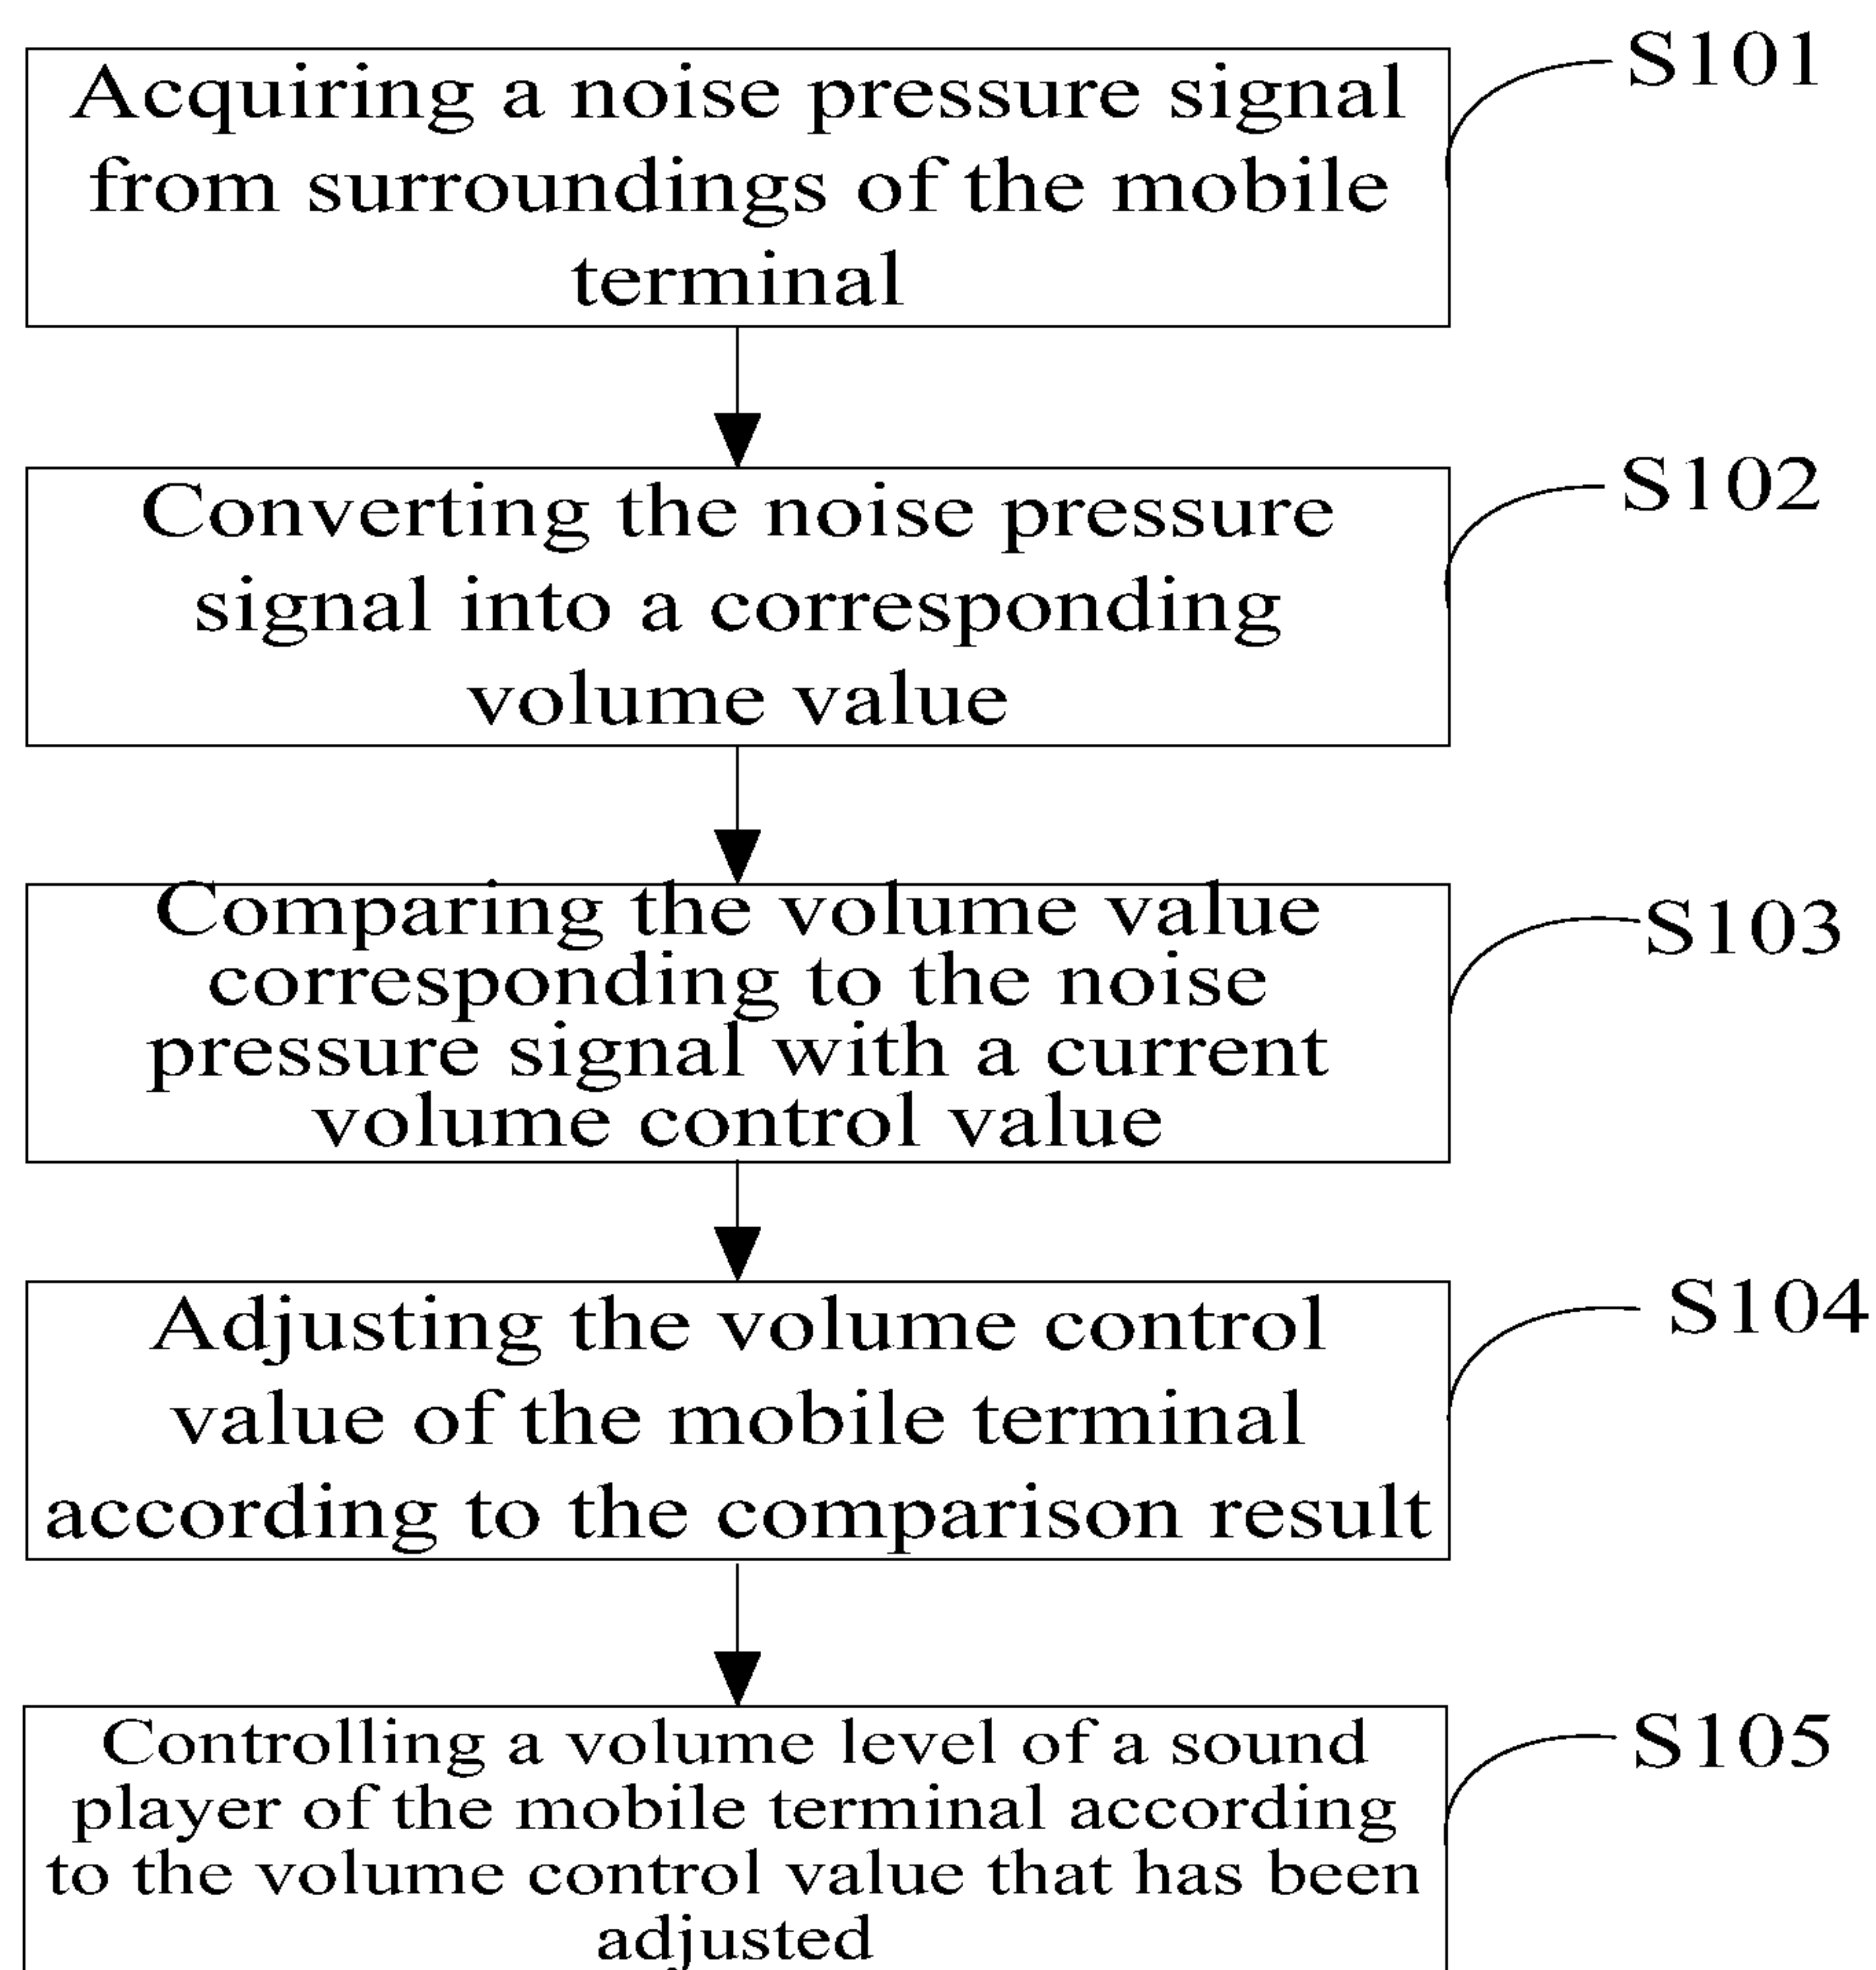 Acquiring a noise pressure signal
from surroundings of the mobile
terminal
S101
Converting the noise pressure
signal into a corresponding
volume value
S102
Comparing the volume value
corresponding to the noise
pressure signal with a current
volume control value
S103
Adjusting the volume control
value of the mobile terminal
according to the comparison result
S104
Controlling a volume level of a sound
player of the mobile terminal according
to the volume control value that has been
adjusted
S105